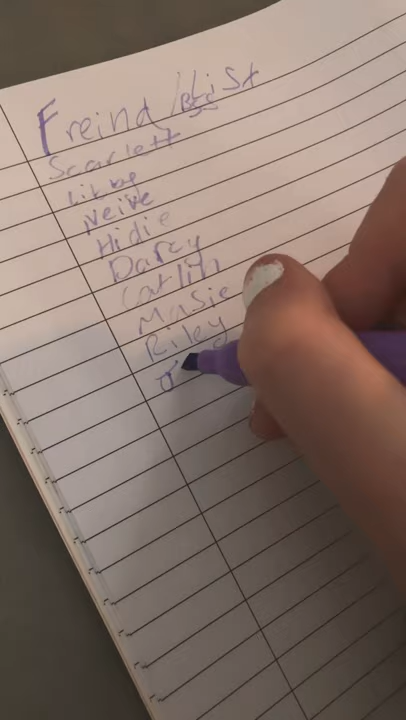 Freind / List
Scarlett
Libby
Neive
Hidie
Darcy
Catlin
Masie
Riley